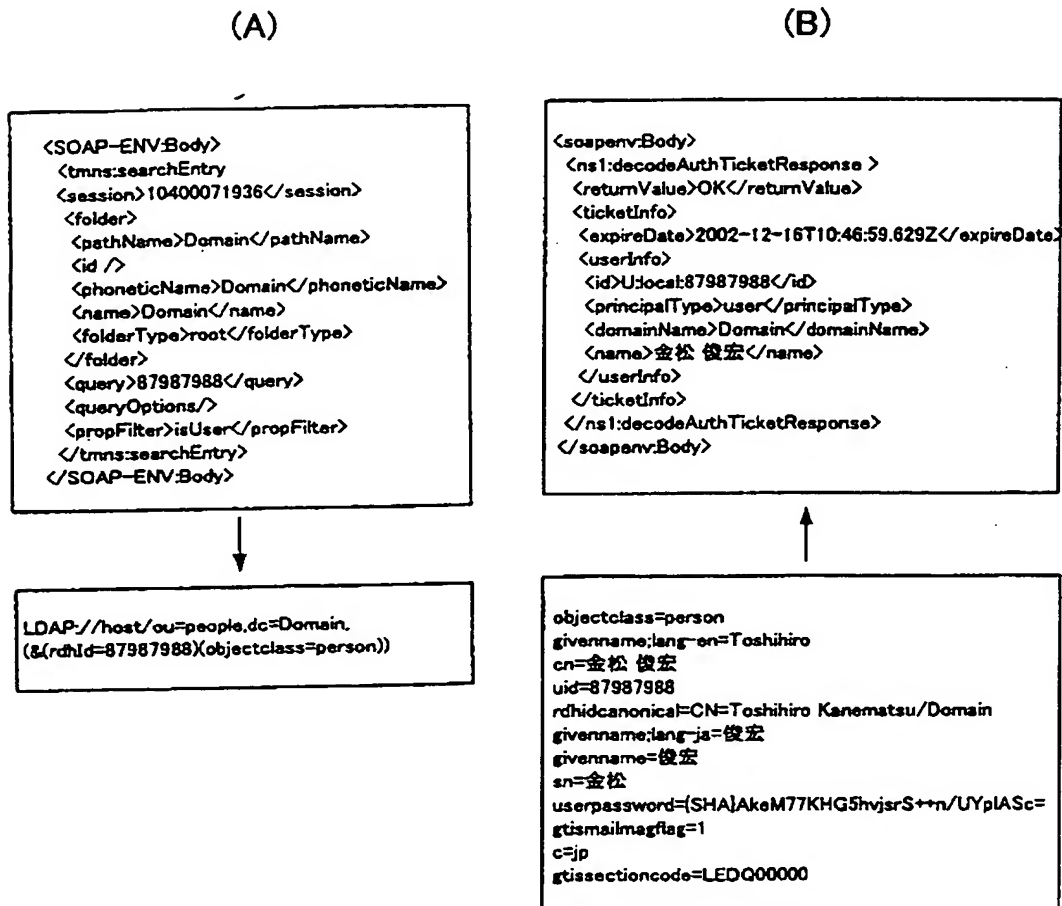 (A)
<SOAP-ENV:Body>
<tmns:searchEntry
<session>10400071936</session>
<folder>
<pathName>Domain</pathName>
<id />
<phoneticName>Domain</phoneticName>
<name>Domain</name>
<folderType>root</folderType>
</folder>
<query>87987988</query>
<queryOptions/>
<propFilter>isUser</propFilter>
</tmns:searchEntry>
</SOAP-ENV:Body>
LDAP://host/ou=people,dc=Domain,
(&(rdhId=87987988)(objectclass=person))
(B)
<soapenv:Body>
<ns1:decodeAuthTicketResponse >
<returnValue>OK</returnValue>
<ticketInfo>
<expireDate>2002-12-16T10:46:59.629Z</expireDate>
<userInfo>
<id>U:local:87987988</id>
<principalType>user</principalType>
<domainName>Domain</domainName>
<name>金松 俊宏</name>
</userInfo>
</ticketInfo>
</ns1:decodeAuthTicketResponse>
</soapenv:Body>
objectclass=person
givenname;lang-en=Toshihiro
cn=金松 俊宏
uid=87987988
rdhidcanonical=CN=Toshihiro Kanematsu/Domain
givenname;lang-ja=俊宏
givenname=俊宏
sn=金松
userpassword={SHA}AkeM77KHG5hvjsrS++n/UYplASc=
gtismailmagflag=1
c=jp
gtissectioncode=LEDQ00000